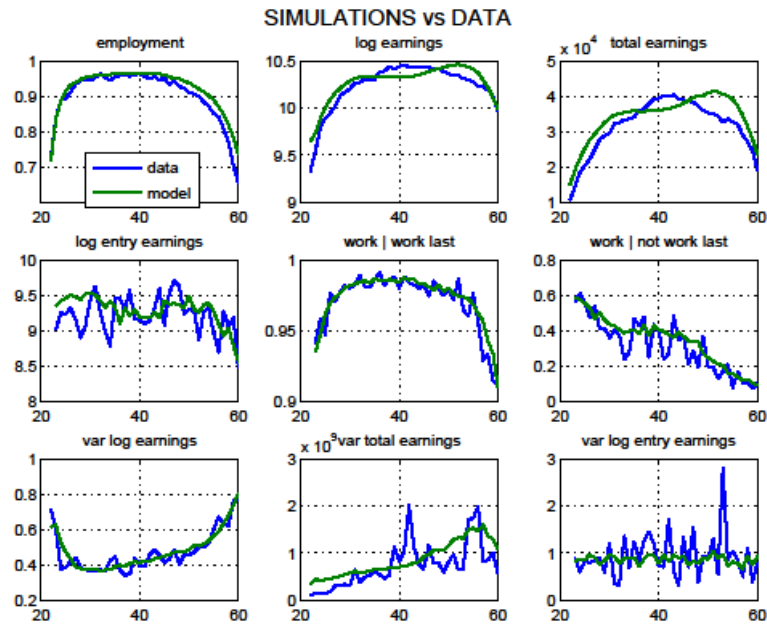 SIMULATIONS vs DATA
employment
log earnings
total earnings
x 10^4
1
0.9
0.8
0.7
data
model
20 40 60
10.5
10
9.5
9
20 40 60
5
4
3
2
1
20 40 60
log entry earnings
work | work last
work | not work last
10
9.5
9
8.5
8
20 40 60
1
0.95
0.9
20 40 60
0.8
0.6
0.4
0.2
0
20 40 60
var log earnings
x 10^9
var total earnings
var log entry earnings
1
0.8
0.6
0.4
0.2
20 40 60
3
2
1
0
20 40 60
3
2
1
0
20 40 60